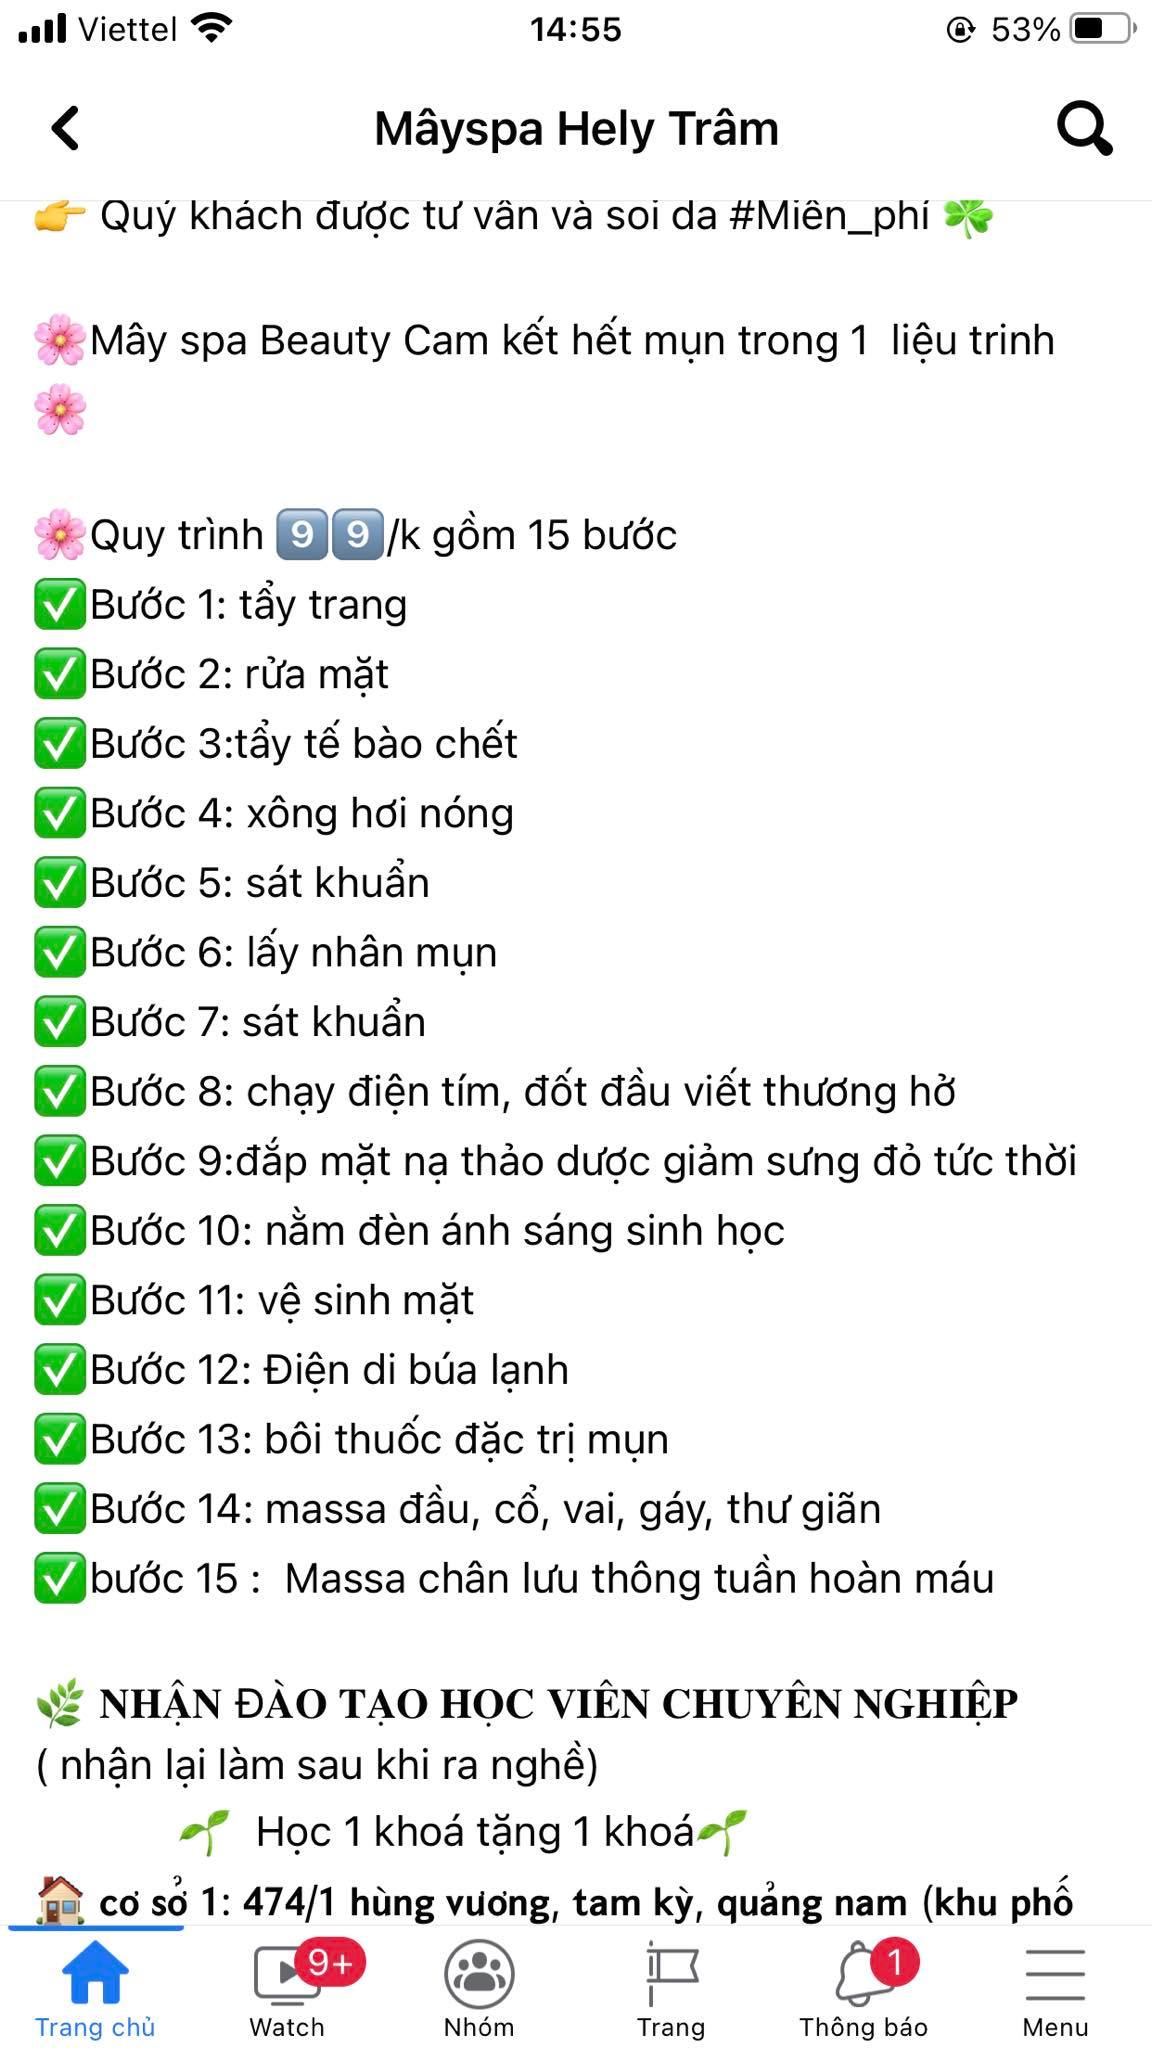 Viettel 14:55 53%
Mâyspa Hely Trâm
👉 Quý khách được tư vấn và soi da #Miễn_phí ☘️
🌸Mây spa Beauty Cam kết hết mụn trong 1  liệu trinh
🌸
🌸Quy trình 9️⃣9️⃣/k gồm 15 bước
✅Bước 1: tẩy trang
✅Bước 2: rửa mặt
✅Bước 3:tẩy tế bào chết
✅Bước 4: xông hơi nóng
✅Bước 5: sát khuẩn
✅Bước 6: lấy nhân mụn
✅Bước 7: sát khuẩn
✅Bước 8: chạy điện tím, đốt đầu viết thương hở
✅Bước 9:đắp mặt nạ thảo dược giảm sưng đỏ tức thời
✅Bước 10: nằm đèn ánh sáng sinh học
✅Bước 11: vệ sinh mặt
✅Bước 12: Điện di búa lạnh
✅Bước 13: bôi thuốc đặc trị mụn
✅Bước 14: massa đầu, cổ, vai, gáy, thư giãn
✅bước 15 :  Massa chân lưu thông tuần hoàn máu
🌿 NHẬN ĐÀO TẠO HỌC VIÊN CHUYÊN NGHIỆP
( nhận lại làm sau khi ra nghề)
🌱 Học 1 khoá tặng 1 khoá🌱
🏠 cơ sỏ 1: 474/1 hùng vương, tam kỳ, quảng nam (khu phố
9+ 1
Trang chủ Watch Nhóm Trang Thông báo Menu